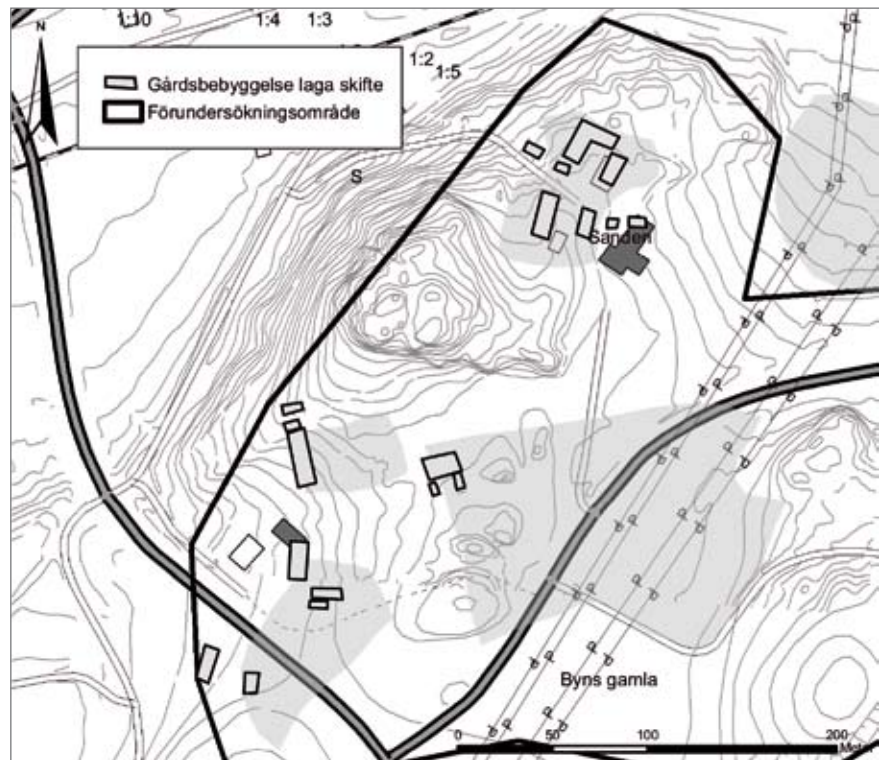 1:10 1:4 1:3
1:2
1:5
N
Gårdsbebyggelse laga skifte
Förundersökningsområde
S
Sanden
Byns gamla
0 50 100 200
Meter